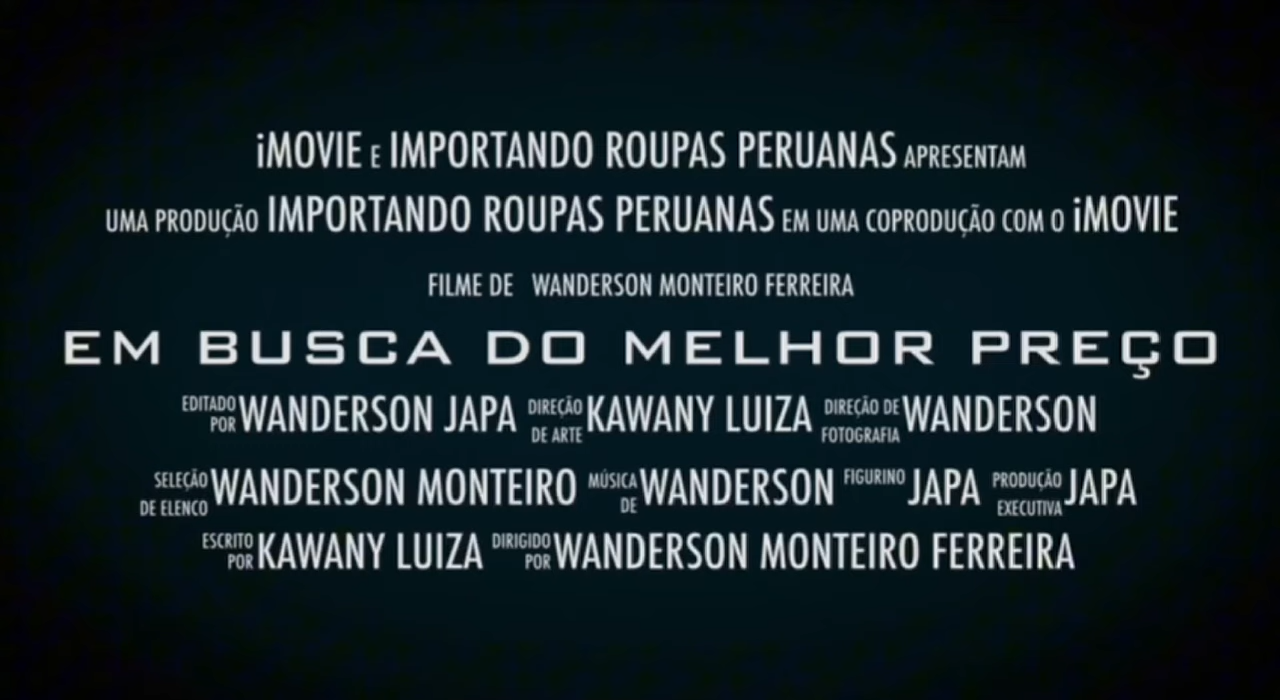 iMOVIE E IMPORTANDO ROUPAS PERUANAS APRESENTAM
UMA PRODUÇÃO IMPORTANDO ROUPAS PERUANAS EM UMA COPRODUÇÃO COM O iMOVIE
FILME DE WANDERSON MONTEIRO FERREIRA
EM BUSCA DO MELHOR PREÇO
EDITADO POR WANDERSON JAPA DIREÇÃO DE ARTE KAWANY LUIZA DIREÇÃO DE FOTOGRAFIA WANDERSON
SELEÇÃO DE ELENCO WANDERSON MONTEIRO MÚSICA DE WANDERSON FIGURINO JAPA PRODUÇÃO EXECUTIVA JAPA
ESCRITO POR KAWANY LUIZA DIRIGIDO POR WANDERSON MONTEIRO FERREIRA